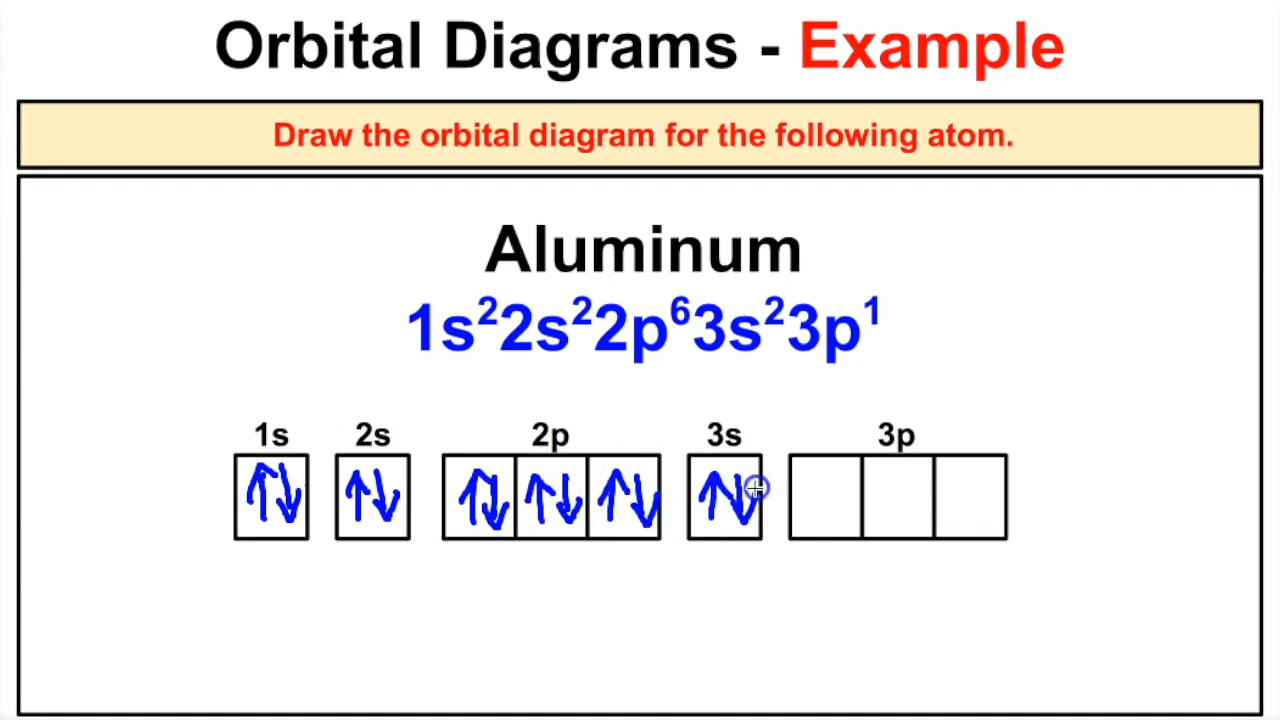 Orbital Diagrams - Example
Draw the orbital diagram for the following atom.
Aluminum
1s²2s²2p⁶3s²3p¹
1s 2s 2p 3s 3p